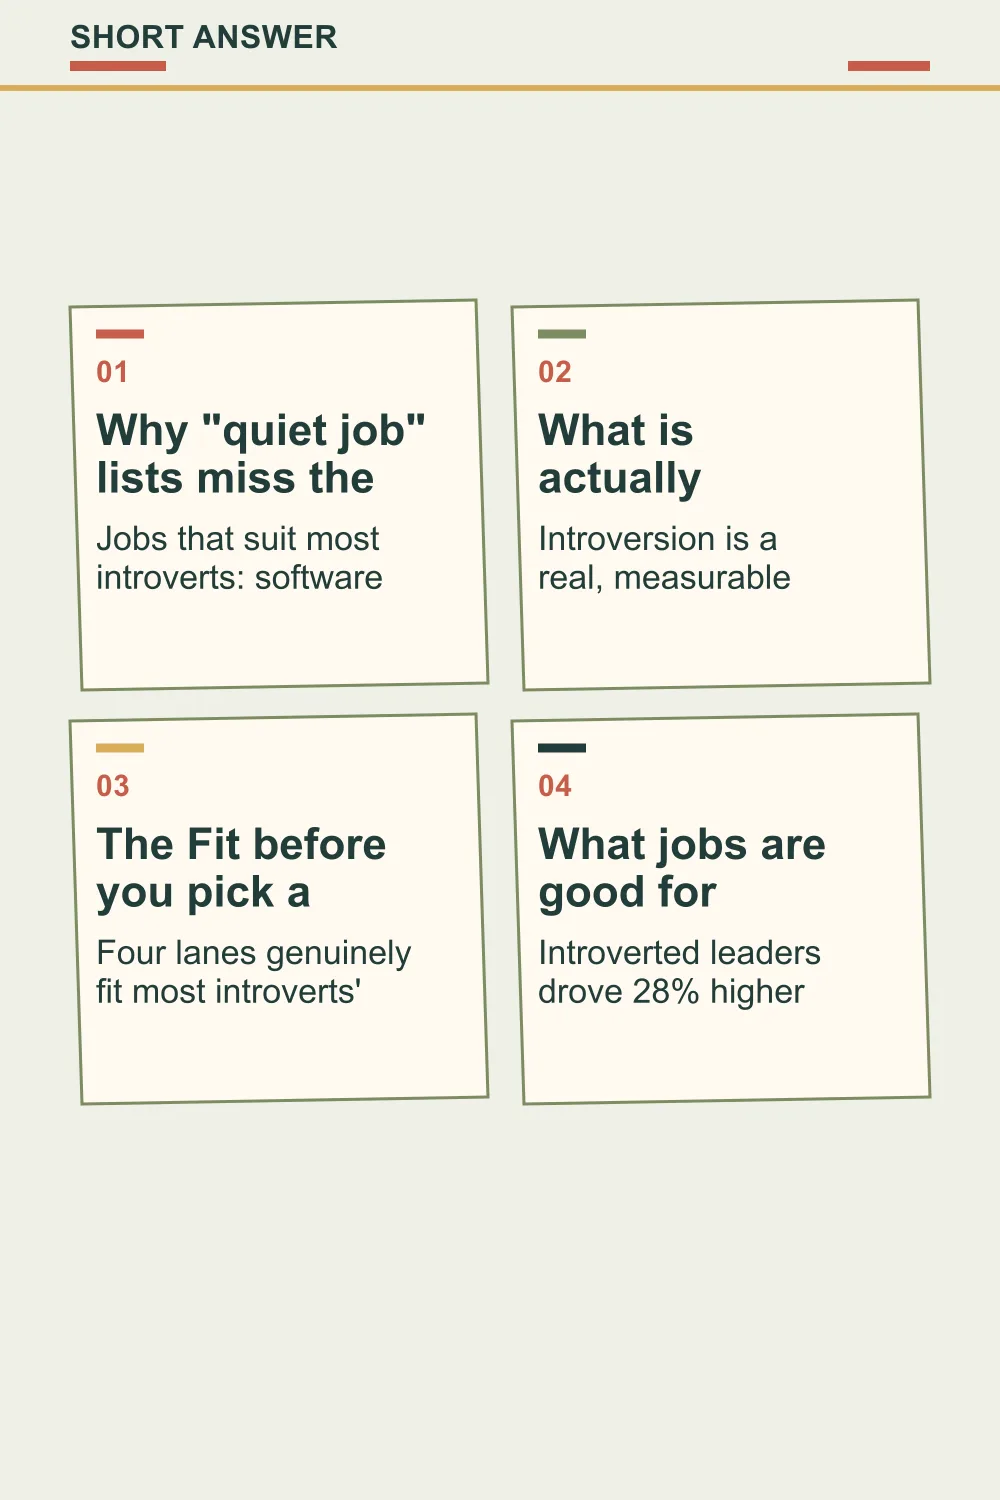 SHORT ANSWER
01
Why "quiet job"
lists miss the
Jobs that suit most
introverts: software
02
What is
actually
Introversion is a
real, measurable
03
The Fit before
you pick a
Four lanes genuinely
fit most introverts'
04
What jobs are
good for
Introverted leaders
drove 28% higher